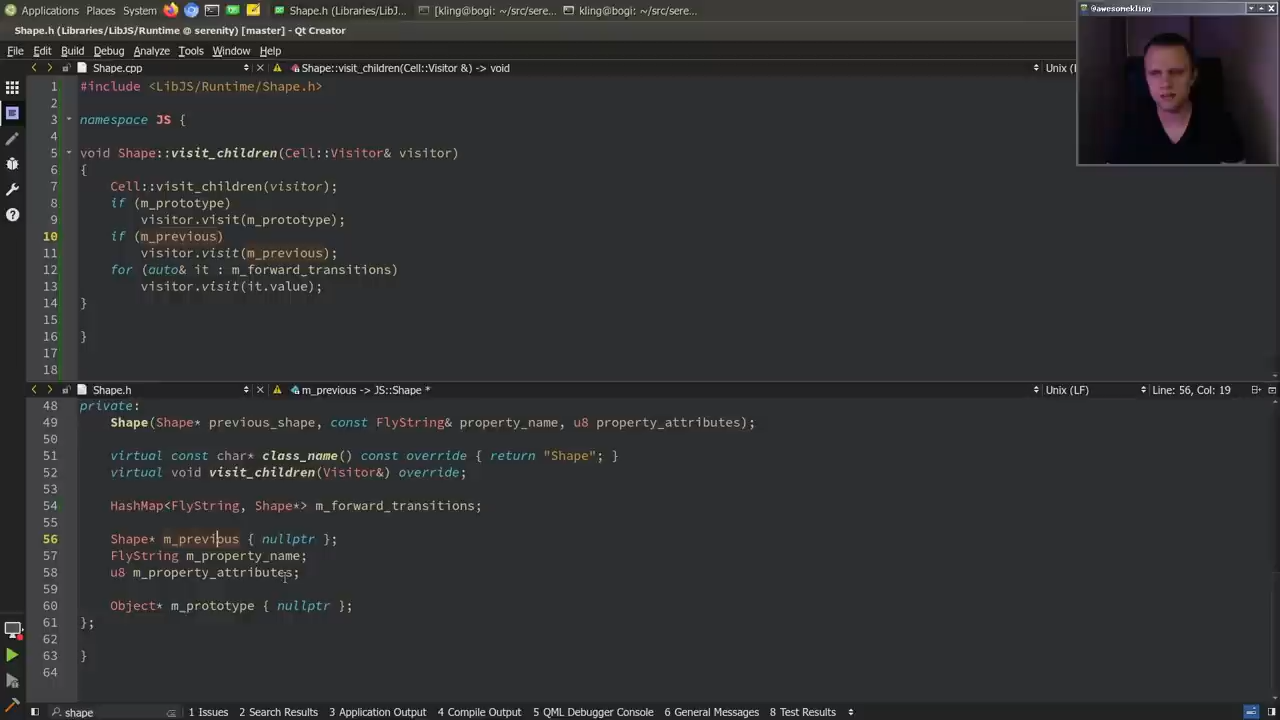 Applications Places System Shape.h (Libraries/LibJ... [kling@bogi: ~/src/sere... kling@bogi: ~/src/sere...
@awesomekling
Shape.h (Libraries/LibJS/Runtime @ serenity) [master] - Qt Creator
File Edit Build Debug Analyze Tools Window Help
Shape.cpp Shape::visit_children(Cell::Visitor &) -> void Unix (L
1 #include <LibJS/Runtime/Shape.h>
2
3 namespace JS {
4
5 void Shape::visit_children(Cell::Visitor& visitor)
6 {
7 Cell::visit_children(visitor);
8 if (m_prototype)
9 visitor.visit(m_prototype);
10 if (m_previous)
11 visitor.visit(m_previous);
12 for (auto& it : m_forward_transitions)
13 visitor.visit(it.value);
14 }
15
16 }
17
18
Shape.h m_previous -> JS::Shape * Unix (LF) Line: 56, Col: 19
48 private:
49 Shape(Shape* previous_shape, const FlyString& property_name, u8 property_attributes);
50
51 virtual const char* class_name() const override { return "Shape"; }
52 virtual void visit_children(Visitor&) override;
53
54 HashMap<FlyString, Shape*> m_forward_transitions;
55
56 Shape* m_previous { nullptr };
57 FlyString m_property_name;
58 u8 m_property_attributes;
59
60 Object* m_prototype { nullptr };
61 };
62
63 }
64
shape 1 Issues 2 Search Results 3 Application Output 4 Compile Output 5 QML Debugger Console 6 General Messages 8 Test Results